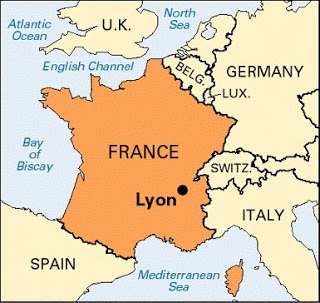 Atlantic
Ocean
U.K.
North
Sea
English Channel
BELG.
GERMANY
LUX.
Bay
of
Biscay
FRANCE
SWITZ.
Lyon
ITALY
SPAIN
Mediterranean
Sea